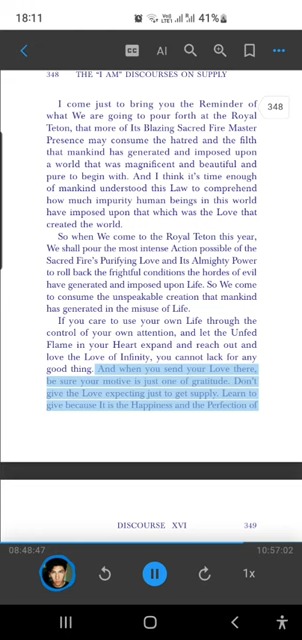 18:11
41%
CC
AI
348 THE "I AM" DISCOURSES ON SUPPLY
348
I come just to bring you the Reminder of
what We are going to pour forth at the Royal
Teton, that more of Its Blazing Sacred Fire Master
Presence may consume the hatred and the filth
that mankind has generated and imposed upon
a world that was magnificent and beautiful and
pure to begin with. And I think it's time enough
of mankind understood this Law to comprehend
how much impurity human beings in this world
have imposed upon that which was the Love that
created the world.
So when We come to the Royal Teton this year,
We shall pour the most intense Action possible of the
Sacred Fire's Purifying Love and Its Almighty Power
to roll back the frightful conditions the hordes of evil
have generated and imposed upon Life. So We come
to consume the unspeakable creation that mankind
has generated in the misuse of Life.
If you care to use your own Life through the
control of your own attention, and let the Unfed
Flame in your Heart expand and reach out and
love the Love of Infinity, you cannot lack for any
good thing. And when you send your Love there,
be sure your motive is just one of gratitude. Don't
give the Love expecting just to get supply. Learn to
give because It is the Happiness and the Perfection of
DISCOURSE XVI 349
08:48:47 10:57:02
1x